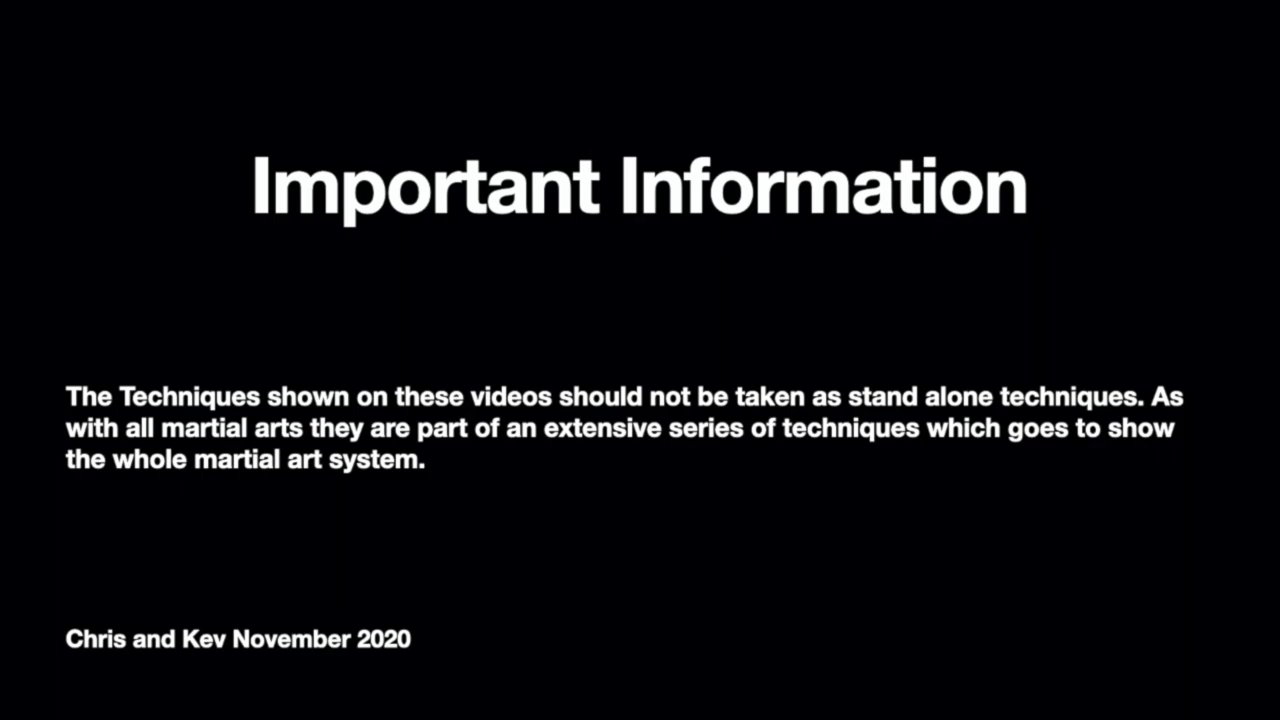 Important Information
The Techniques shown on these videos should not be taken as stand alone techniques. As
with all martial arts they are part of an extensive series of techniques which goes to show
the whole martial art system.
Chris and Kev November 2020